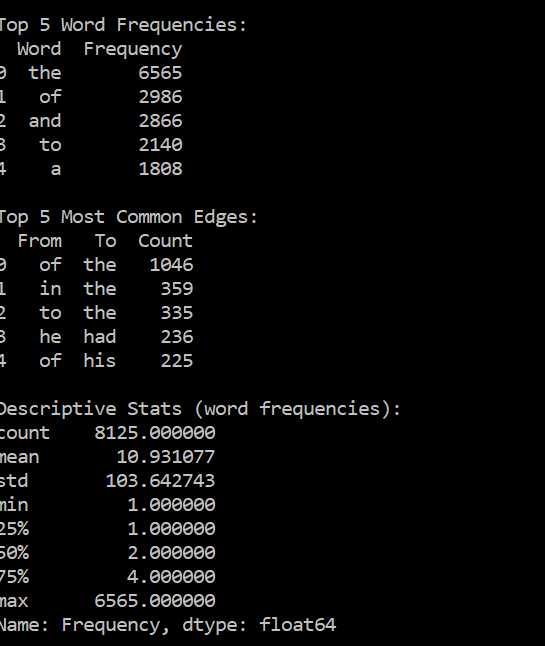 Top 5 Word Frequencies:
Word Frequency
0 the 6565
1 of 2986
2 and 2866
3 to 2140
4 a 1808
Top 5 Most Common Edges:
From To Count
0 of the 1046
1 in the 359
2 to the 335
3 he had 236
4 of his 225
Descriptive Stats (word frequencies):
count 8125.000000
mean 10.931077
std 103.642743
min 1.000000
25% 1.000000
50% 2.000000
75% 4.000000
max 6565.000000
Name: Frequency, dtype: float64